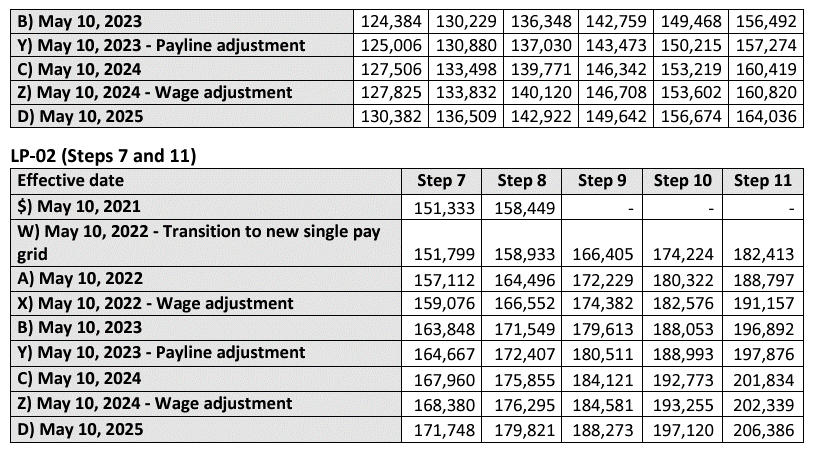 B) May 10, 2023 124,384 130,229 136,348 142,759 149,468 156,492
Y) May 10, 2023 - Payline adjustment 125,006 130,880 137,030 143,473 150,215 157,274
C) May 10, 2024 127,506 133,498 139,771 146,342 153,219 160,419
Z) May 10, 2024 - Wage adjustment 127,825 133,832 140,120 146,708 153,602 160,820
D) May 10, 2025 130,382 136,509 142,922 149,642 156,674 164,036
LP-02 (Steps 7 and 11)
Effective date Step 7 Step 8 Step 9 Step 10 Step 11
$) May 10, 2021 151,333 158,449 - - -
W) May 10, 2022 - Transition to new single pay
grid 151,799 158,933 166,405 174,224 182,413
A) May 10, 2022 157,112 164,496 172,229 180,322 188,797
X) May 10, 2022 - Wage adjustment 159,076 166,552 174,382 182,576 191,157
B) May 10, 2023 163,848 171,549 179,613 188,053 196,892
Y) May 10, 2023 - Payline adjustment 164,667 172,407 180,511 188,993 197,876
C) May 10, 2024 167,960 175,855 184,121 192,773 201,834
Z) May 10, 2024 - Wage adjustment 168,380 176,295 184,581 193,255 202,339
D) May 10, 2025 171,748 179,821 188,273 197,120 206,386